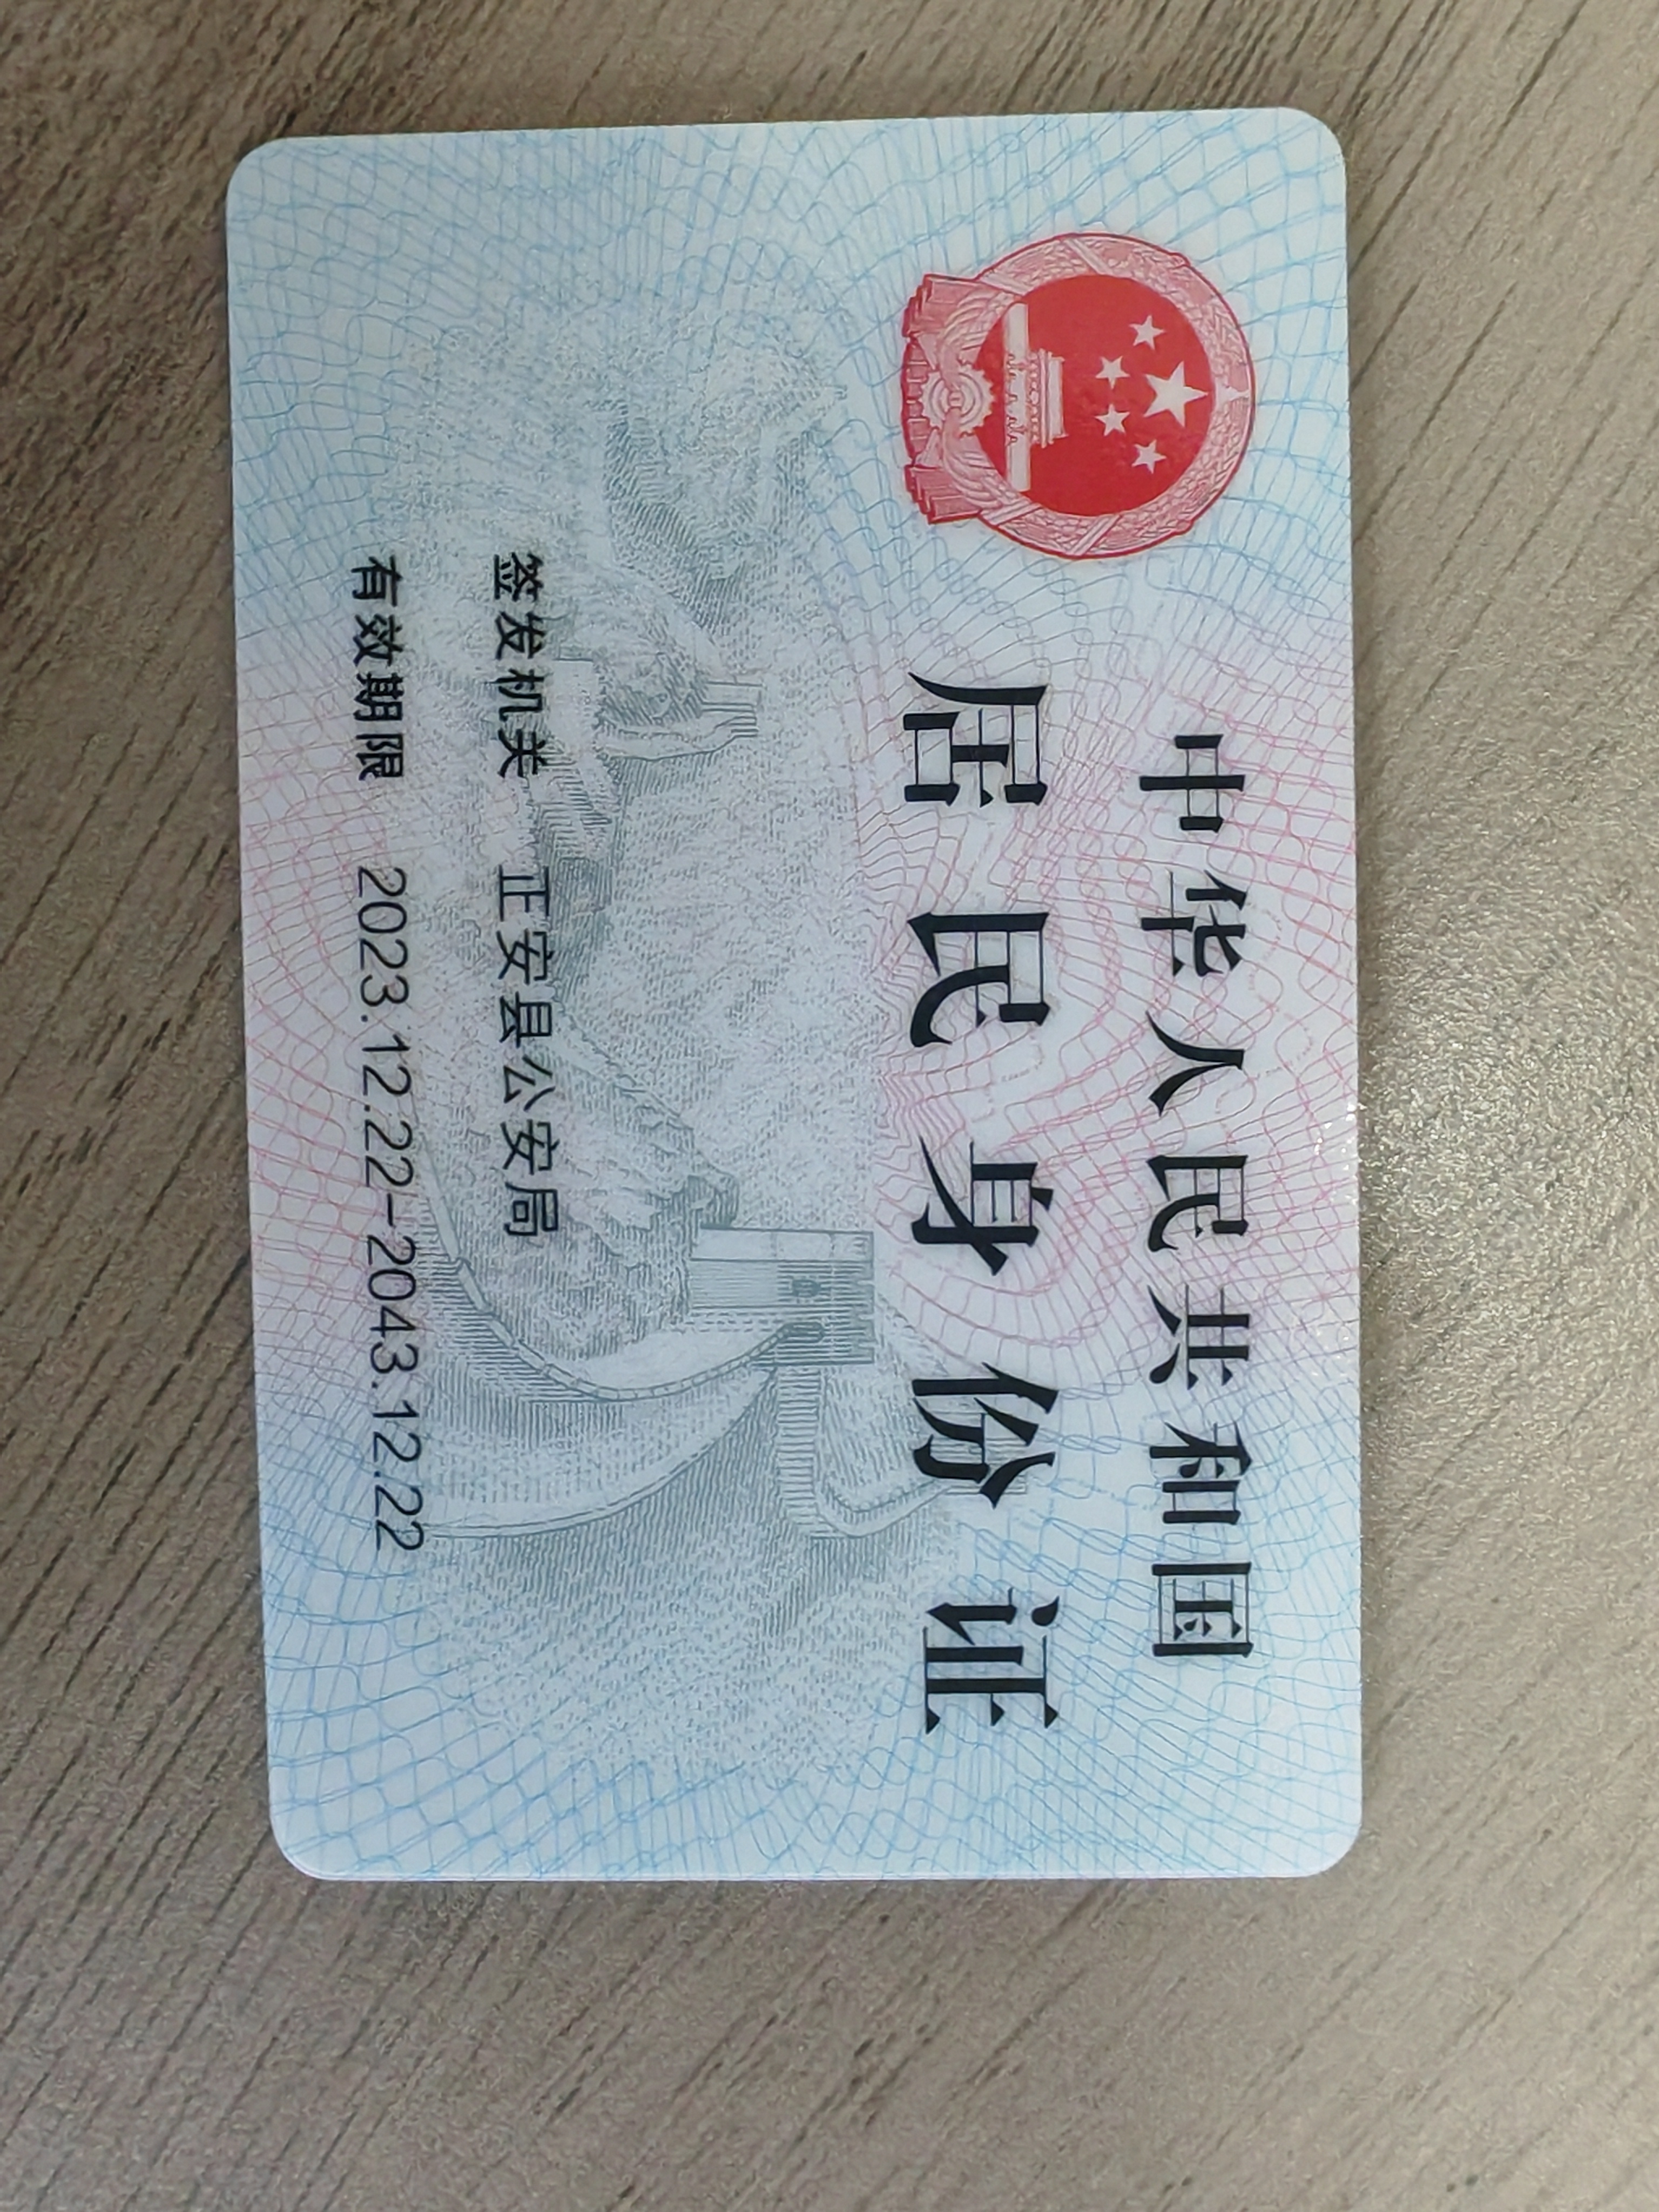 中华人民共和国
居民身份证
签发机关 正安县公安局
有效期限 2023.12.22-2043.12.22